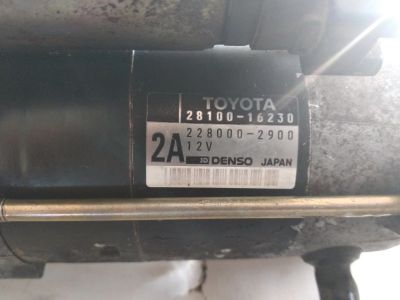 TOYOTA
28100-16230
228000-2900
2A 12V
DENSO JAPAN